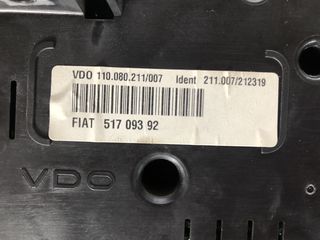 VDO 110.080.211/007 Ident 211.007/212319
FIAT 517 093 92
VDO